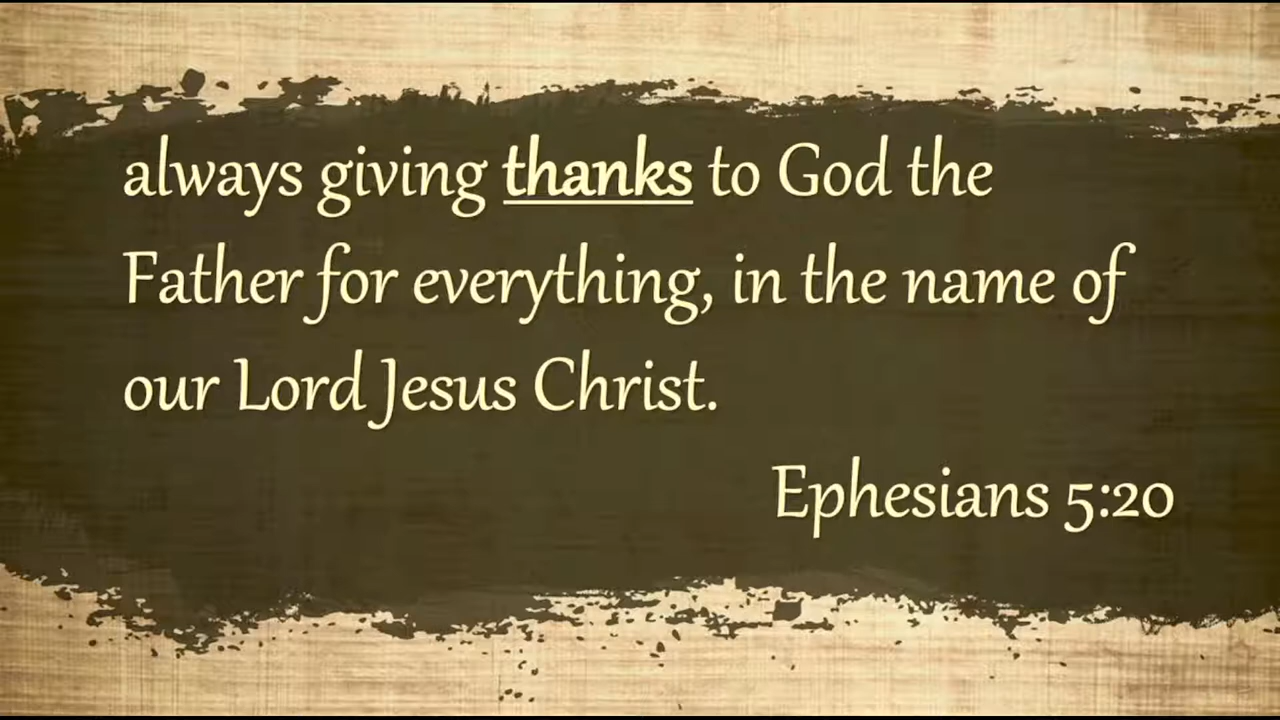 always giving thanks to God the
Father for everything, in the name of
our Lord Jesus Christ.
Ephesians 5:20